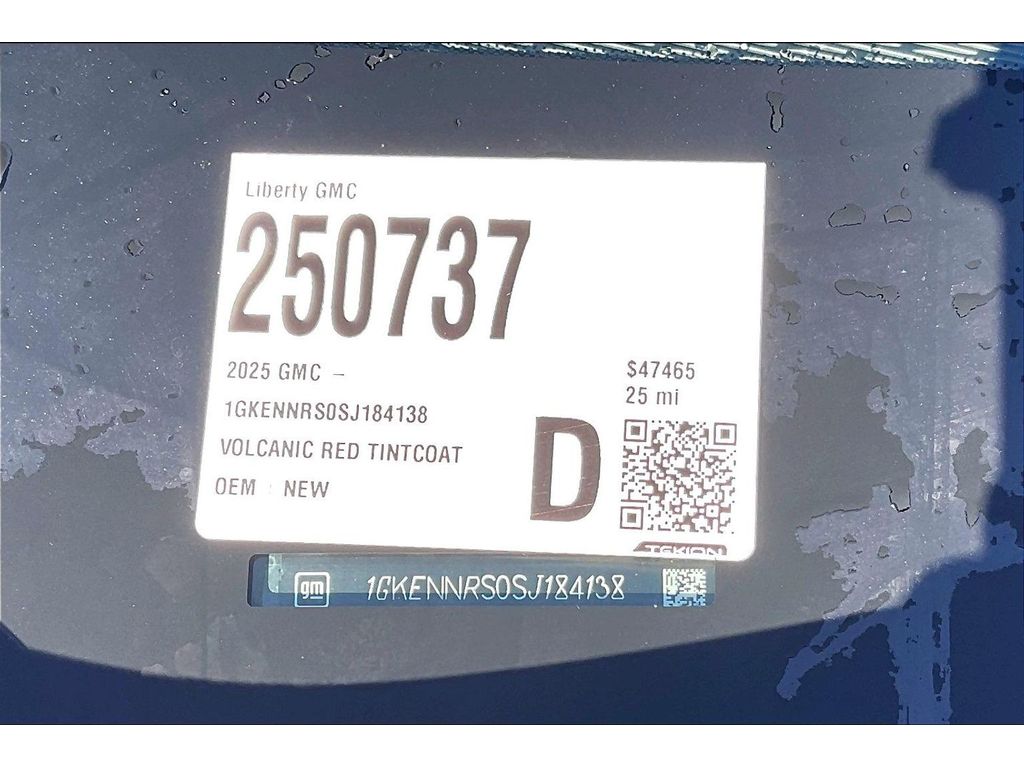 Liberty GMC
250737
2025 GMC –
$47465
25 mi
1GKENNRS0SJ184138
VOLCANIC RED TINTCOAT
OEM : NEW
D
TEKION
gm 1GKENNRS0SJ184138